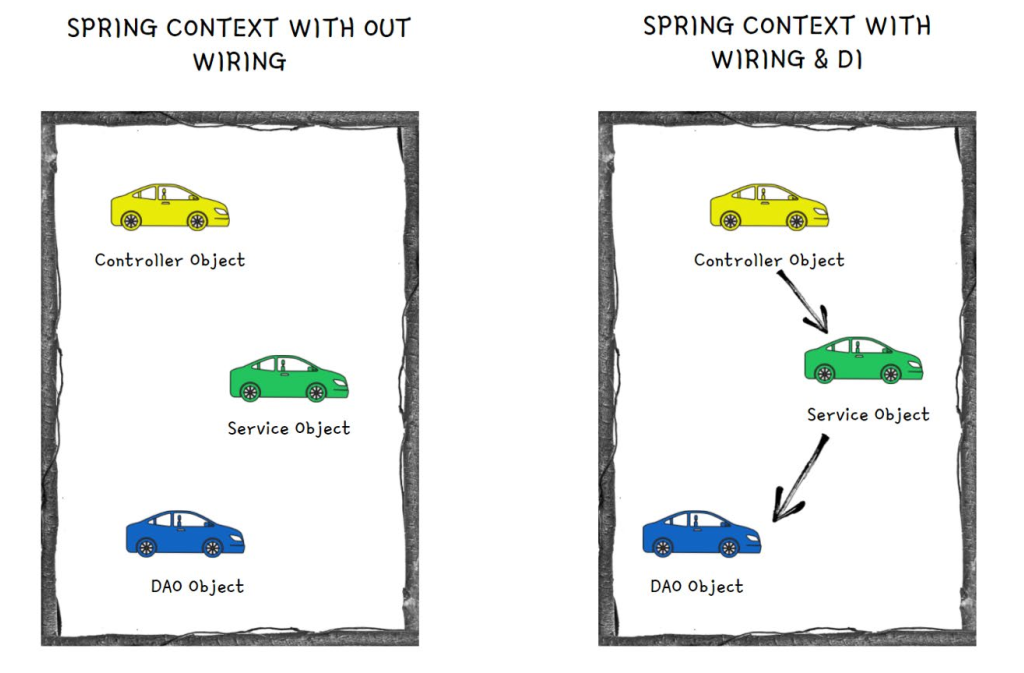 SPRING CONTEXT WITH OUT
WIRING
Controller Object
Service Object
DAO Object
SPRING CONTEXT WITH
WIRING & DI
Controller Object
Service Object
DAO Object